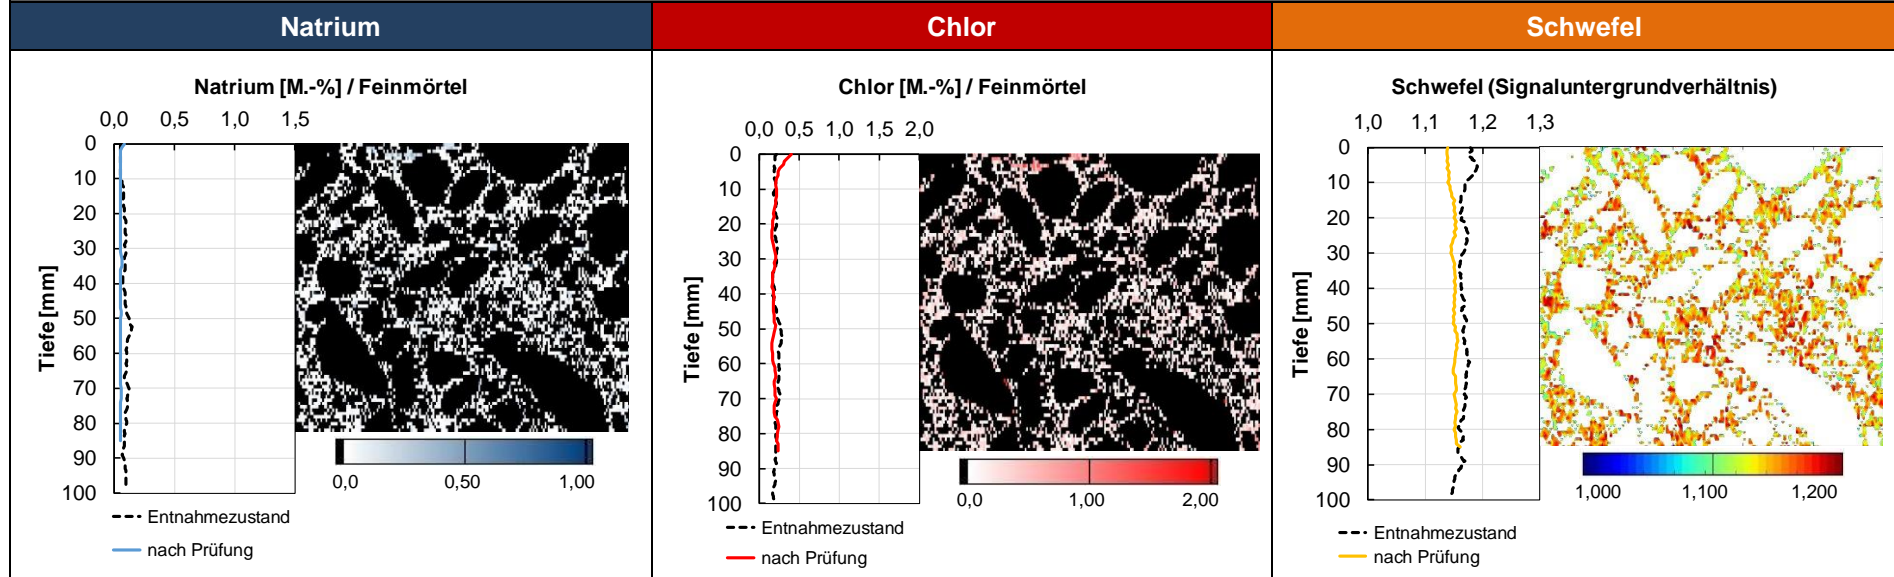 Natrium
Natrium [M.-%] / Feinmörtel
0,0 0,5 1,0 1,5
0
10
20
30
40
50
60
70
80
90
100
Tiefe [mm]
0,0 0,50 1,00
Entnahmezustand
nach Prüfung
Chlor
Chlor [M.-%] / Feinmörtel
0,0 0,5 1,0 1,5 2,0
0
10
20
30
40
50
60
70
80
90
100
Tiefe [mm]
0,0 1,00 2,00
Entnahmezustand
nach Prüfung
Schwefel
Schwefel (Signaluntergrundverhältnis)
1,0 1,1 1,2 1,3
0
10
20
30
40
50
60
70
80
90
100
Tiefe [mm]
1,000 1,100 1,200
Entnahmezustand
nach Prüfung